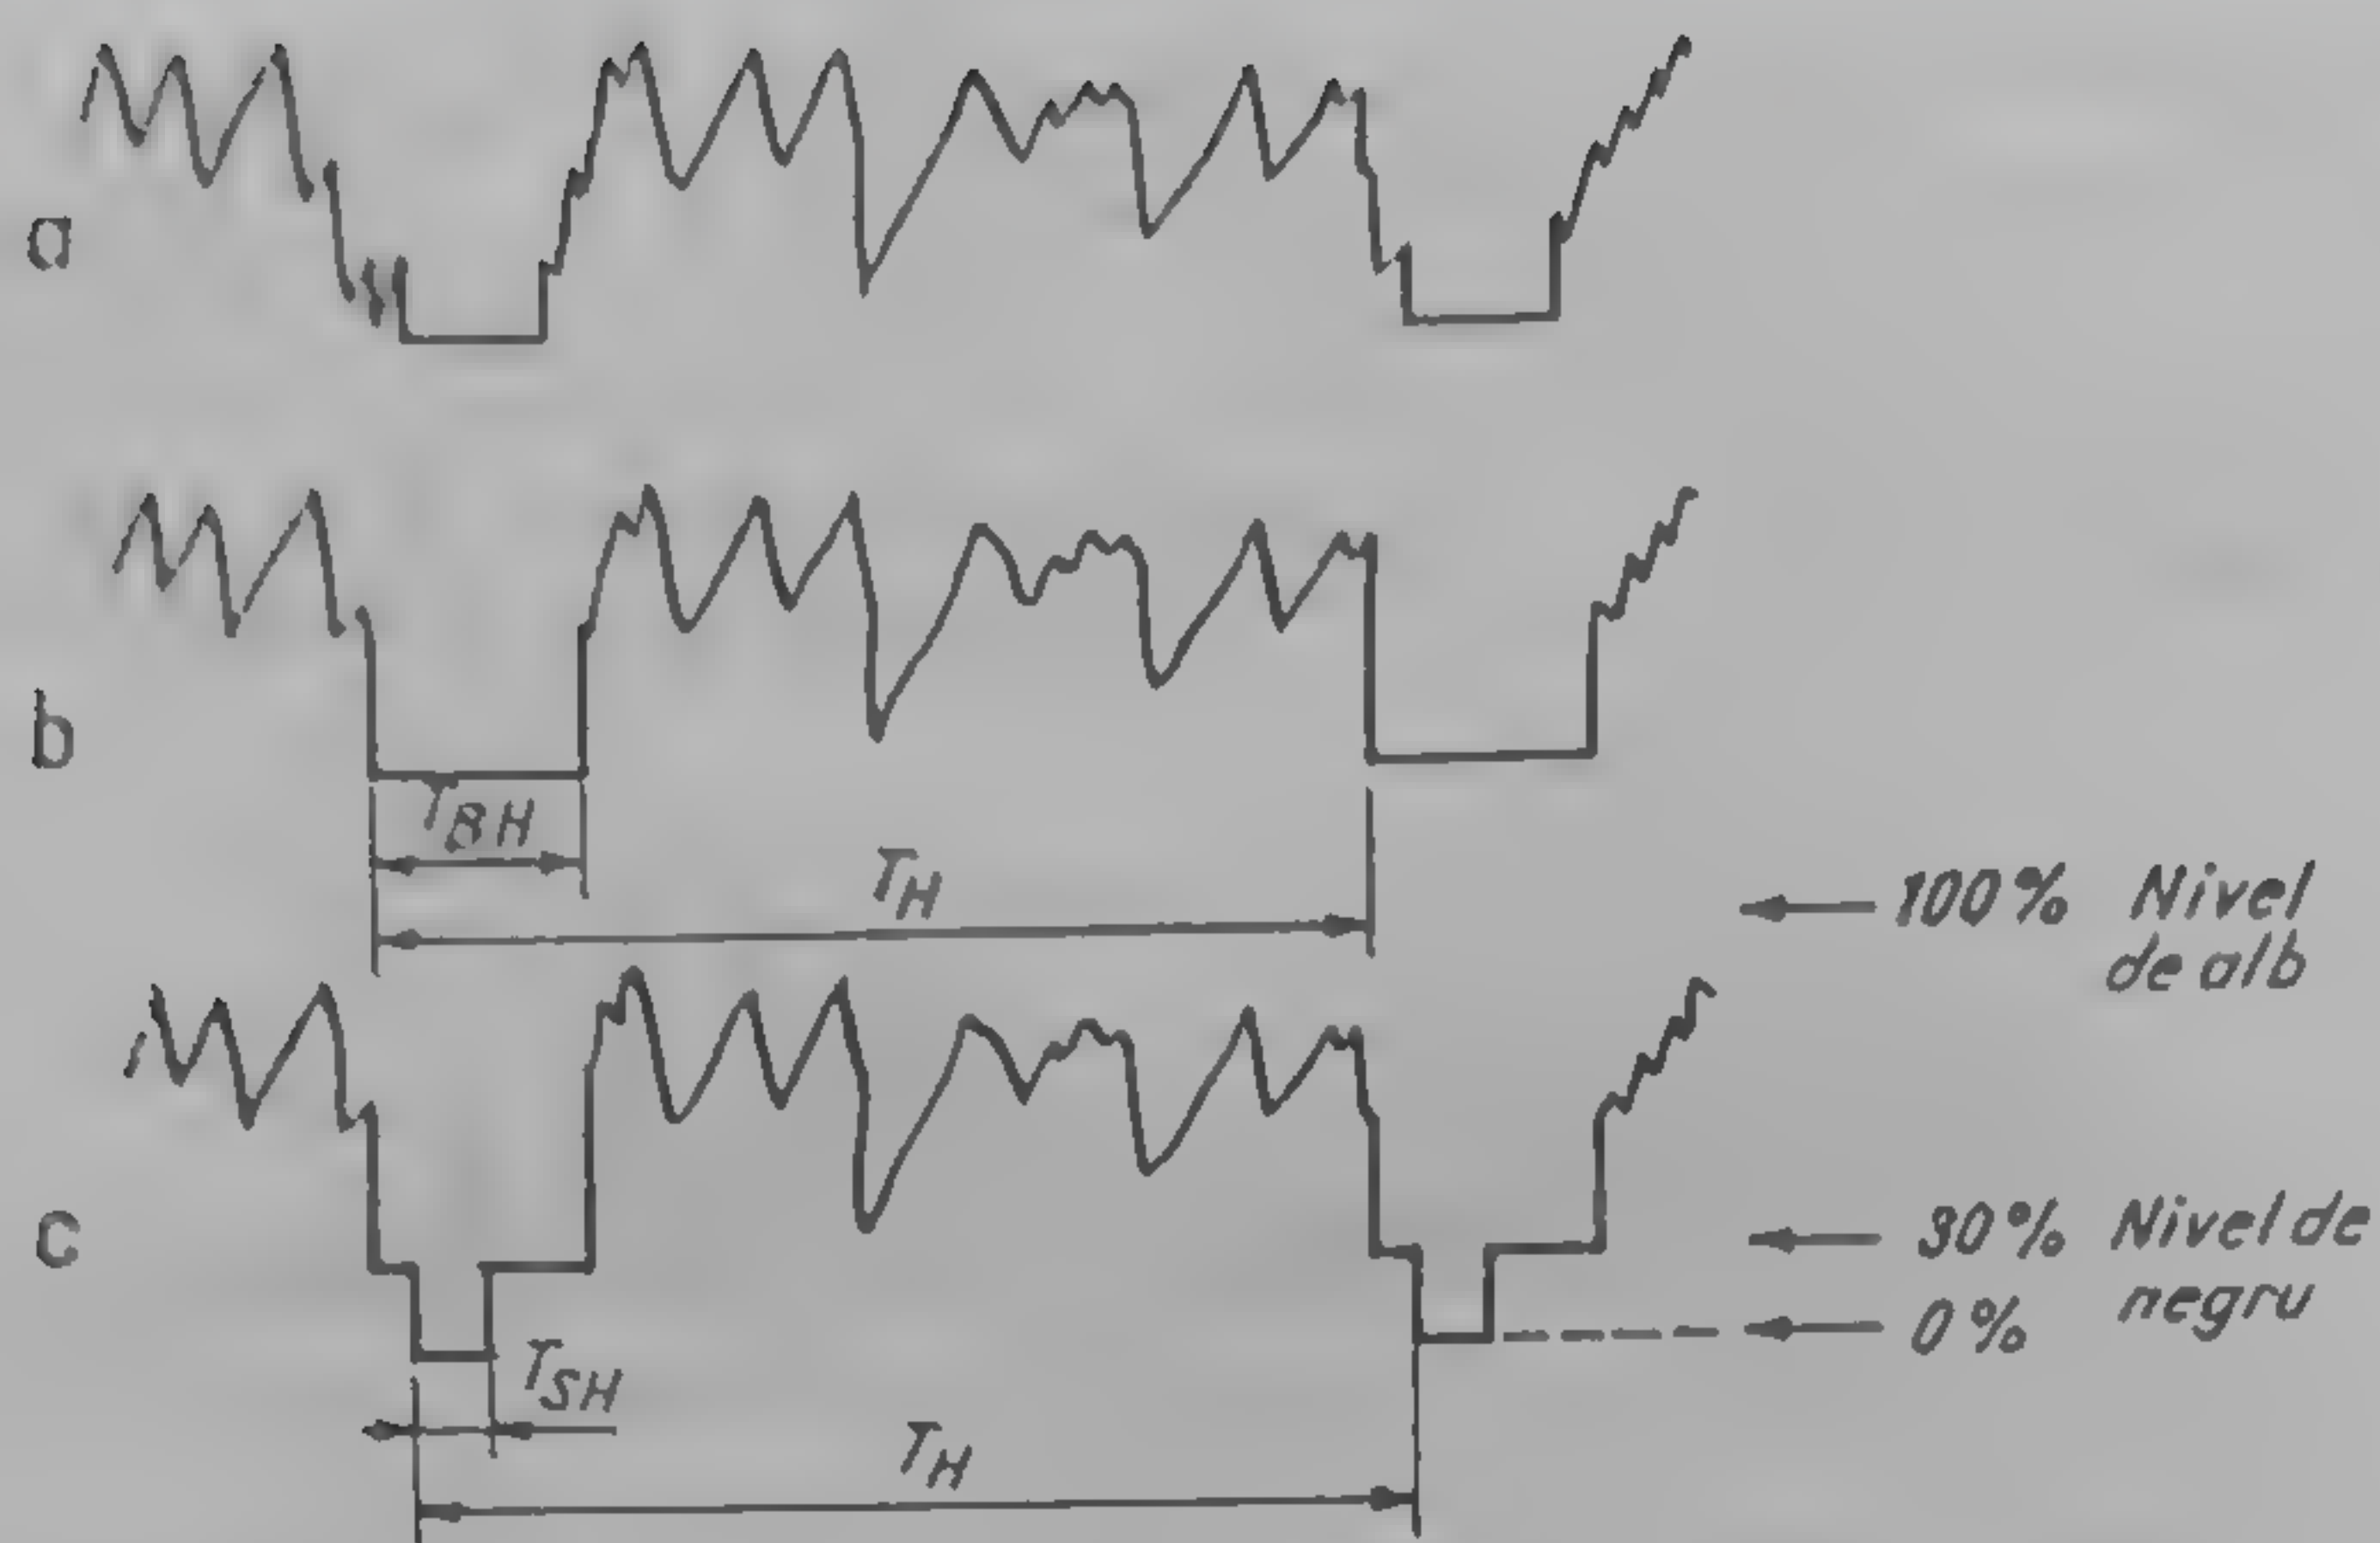 a
b
T_BH
T_H
100% Nivel
de alb
c
30% Nivel de
negru
0%
T_SH
T_H